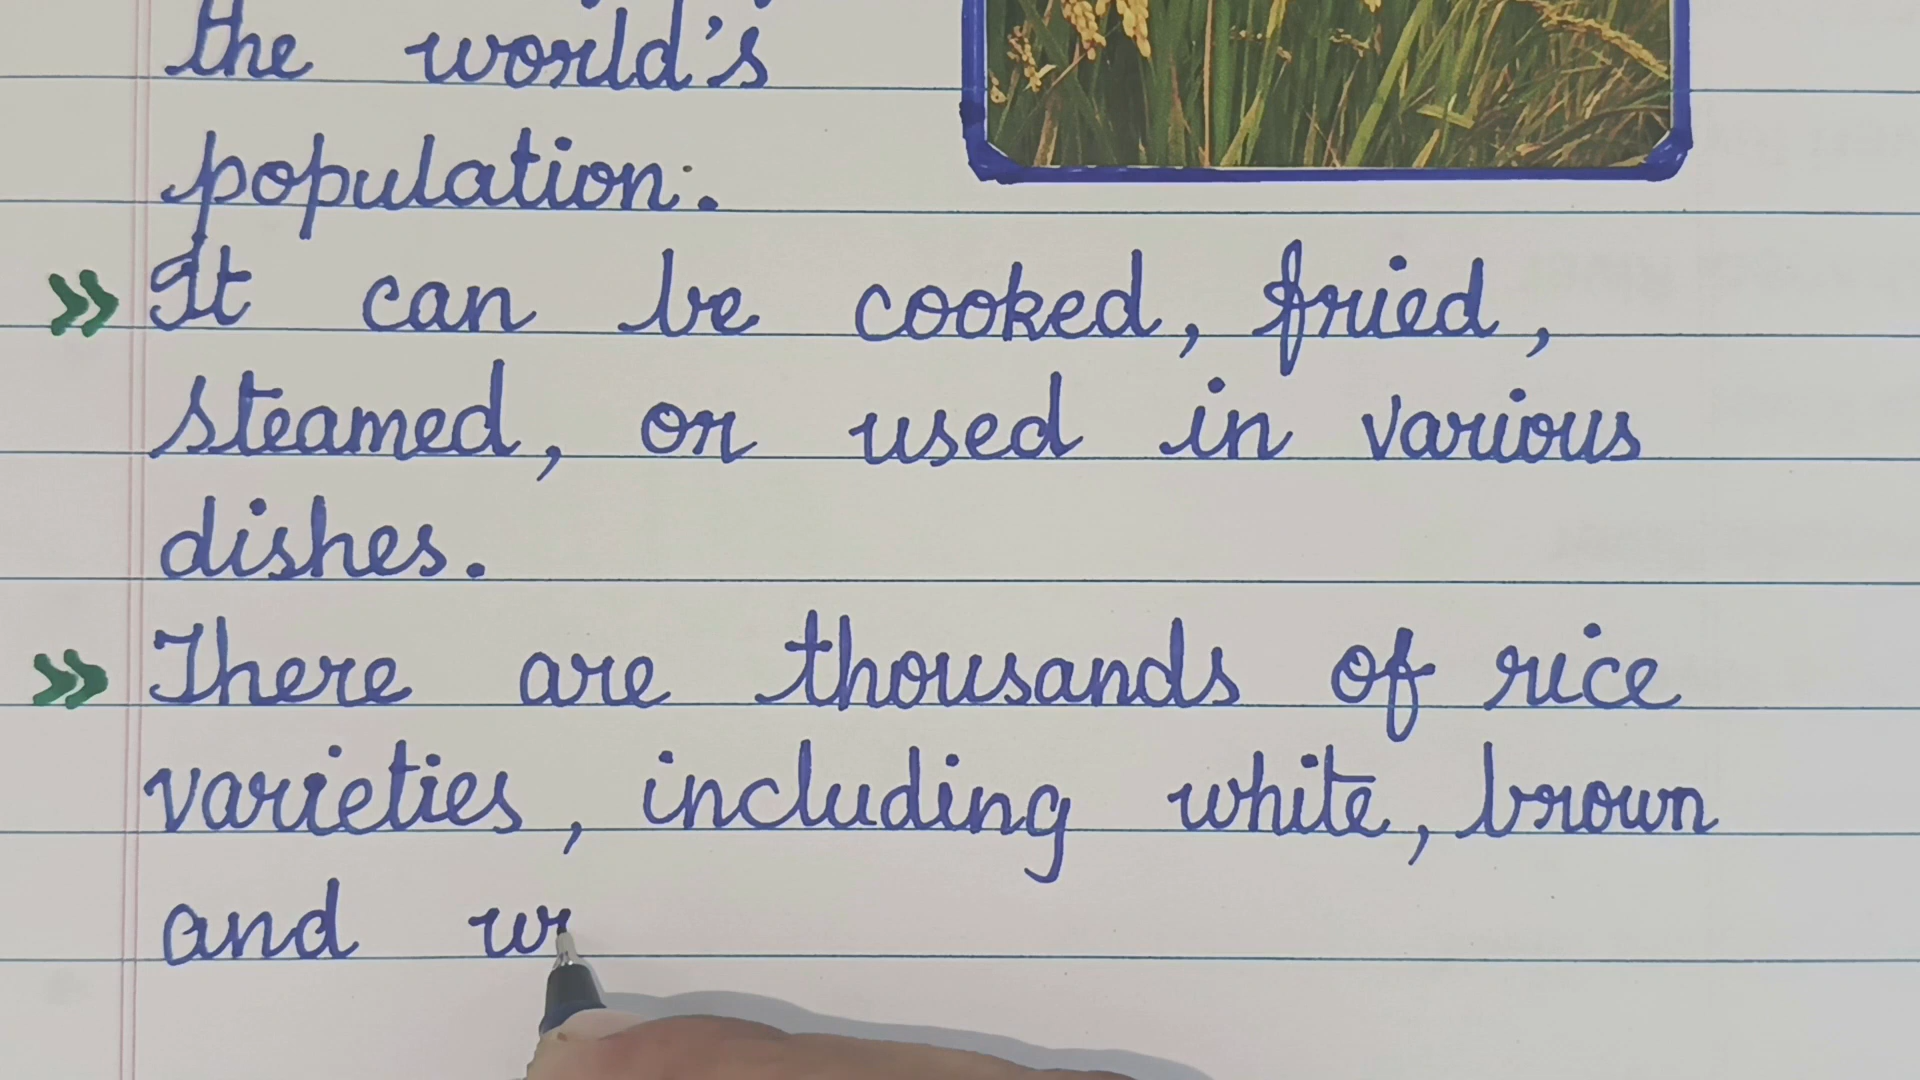 the world's
population.
» It can be cooked, fried,
steamed, or used in various
dishes.
» There are thousands of rice
varieties, including white, brown
and